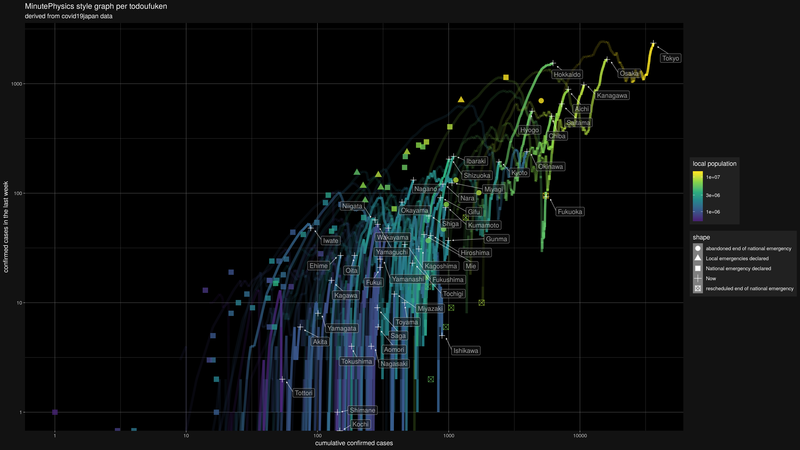 MinutePhysics style graph per todoufuken
derived from covid19japan data
confirmed cases in the last week
1000
100
10
1
Tokyo
Osaka
Hokkaido
Kanagawa
Aichi
Saitama
Hyogo
Chiba
Okinawa
Kyoto
Ibaraki
Shizuoka
Nagano
Miyagi
Nara
Fukuoka
Niigata
Okayama
Gifu
Shiga
Kumamoto
Iwate
Wakayama
Gunma
Yamaguchi
Hiroshima
Ehime
Oita
Kagoshima
Mie
Fukui
Yamanashi
Fukushima
Kagawa
Tochigi
Miyazaki
Yamagata
Toyama
Akita
Saga
Aomori
Ishikawa
Tokushima
Nagasaki
Tottori
Shimane
Kochi
1
10
100
1000
10000
cumulative confirmed cases
local population
1e+07
3e+06
1e+06
shape
abandoned end of national emergency
Local emergencies declared
National emergency declared
Now
rescheduled end of national emergency